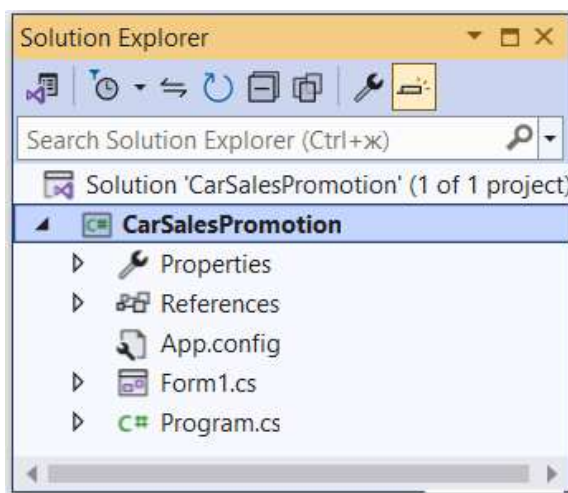 Solution Explorer
Search Solution Explorer (Ctrl+ж)
Solution 'CarSalesPromotion' (1 of 1 project)
C# CarSalesPromotion
Properties
References
App.config
Form1.cs
C# Program.cs